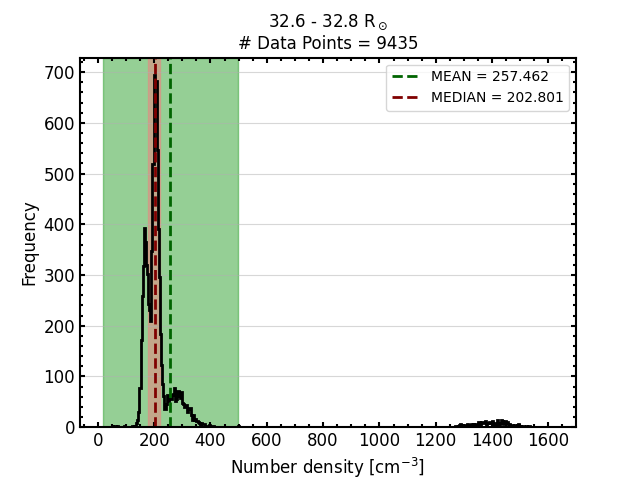 32.6 - 32.8 R⊙
# Data Points = 9435
MEAN = 257.462
MEDIAN = 202.801
Frequency
700
600
500
400
300
200
100
0
0 200 400 600 800 1000 1200 1400 1600
Number density [cm⁻³]